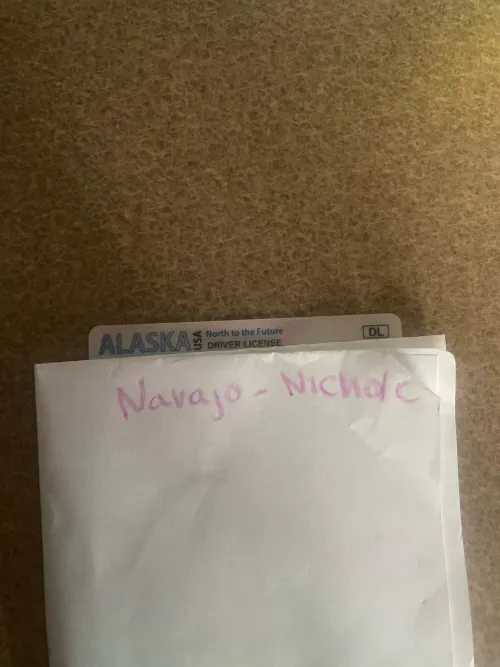 ALASKA USA North to the Future DL
DRIVER LICENSE
Navajo - Nichole